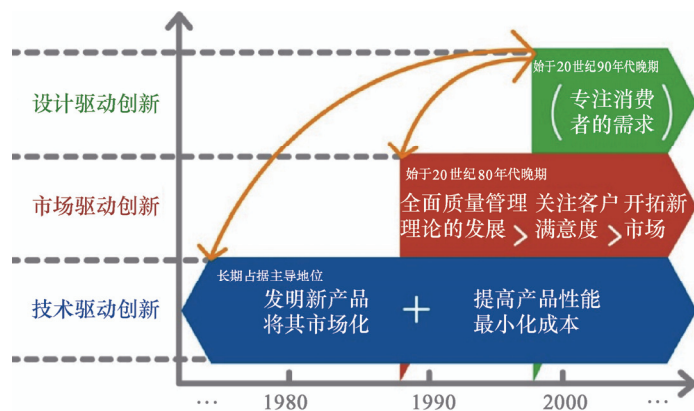 始于20世纪90年代晚期
设计驱动创新
（专注消费
者的需求）
始于20世纪80年代晚期
市场驱动创新
全面质量管理
理论的发展
>
关注客户
满意度
>
开拓新
市场
长期占据主导地位
技术驱动创新
发明新产品
将其市场化
+
提高产品性能
最小化成本
… 1980 1990 2000 …